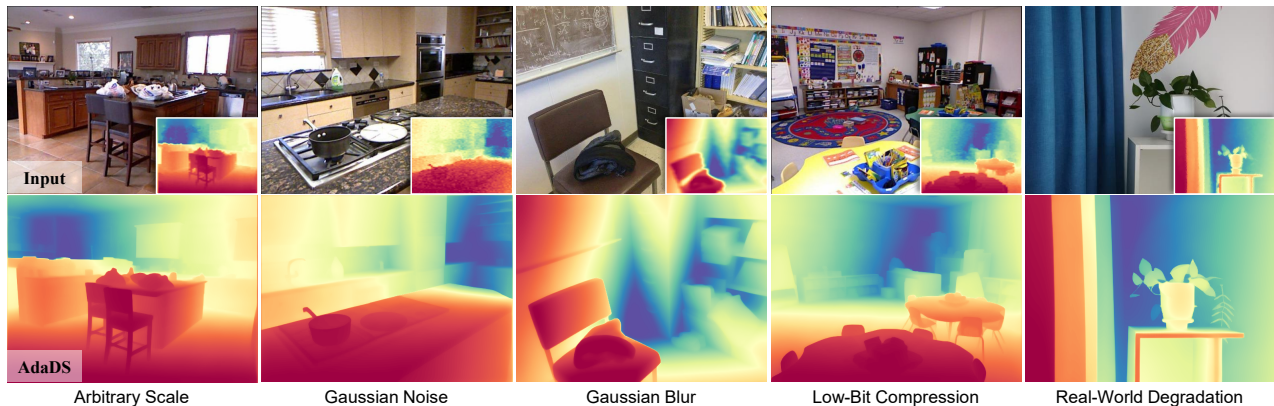 Input
AdaDS
Arbitrary Scale
Gaussian Noise
Gaussian Blur
Low-Bit Compression
Real-World Degradation